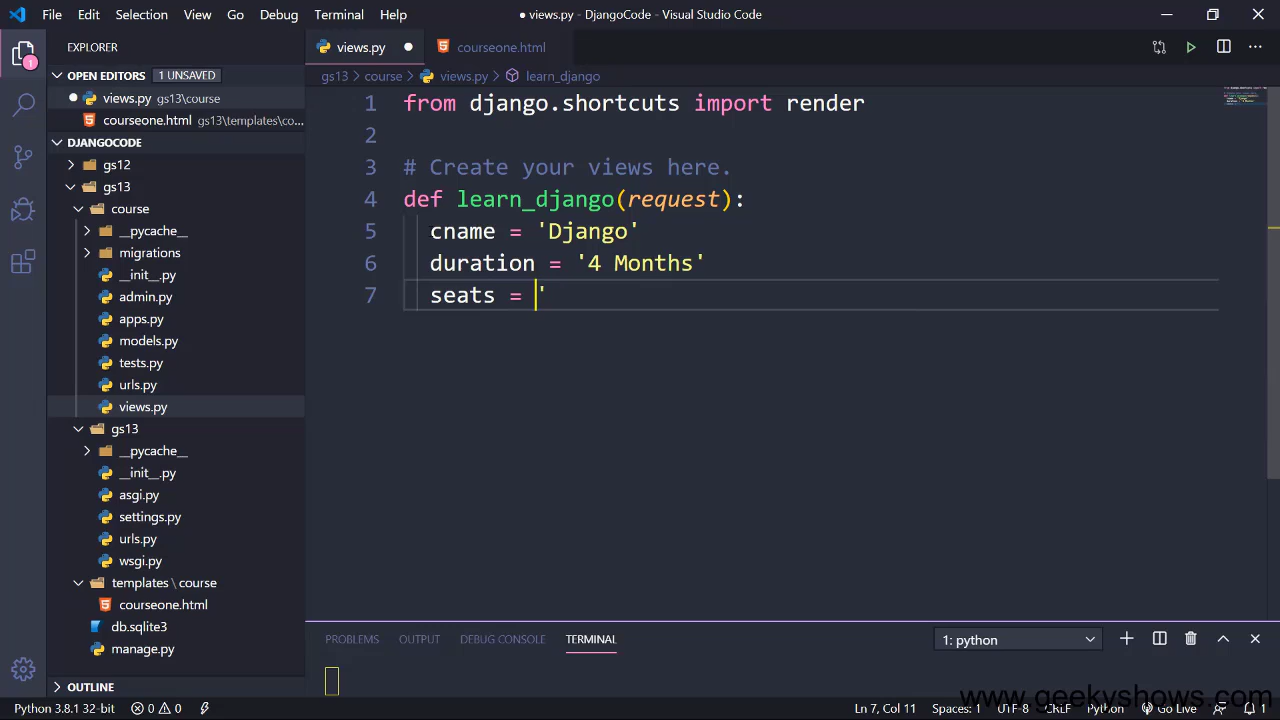 File Edit Selection View Go Debug Terminal Help
● views.py - DjangoCode - Visual Studio Code
EXPLORER
views.py
courseone.html
OPEN EDITORS 1 UNSAVED
gs13 > course > views.py > learn_django
views.py gs13\course
courseone.html gs13\templates\co...
DJANGOCODE
gs12
gs13
course
__pycache__
migrations
__init__.py
admin.py
apps.py
models.py
tests.py
urls.py
views.py
gs13
__pycache__
__init__.py
asgi.py
settings.py
urls.py
wsgi.py
templates \ course
courseone.html
db.sqlite3
manage.py
OUTLINE
1 from django.shortcuts import render
2
3 # Create your views here.
4 def learn_django(request):
5 cname = 'Django'
6 duration = '4 Months'
7 seats = '
PROBLEMS OUTPUT DEBUG CONSOLE TERMINAL
1: python
www.geekyshows.com
Python 3.8.1 32-bit 0 0
Ln 7, Col 11 Spaces: 1 UTF-8 CRLF Python Go Live 1